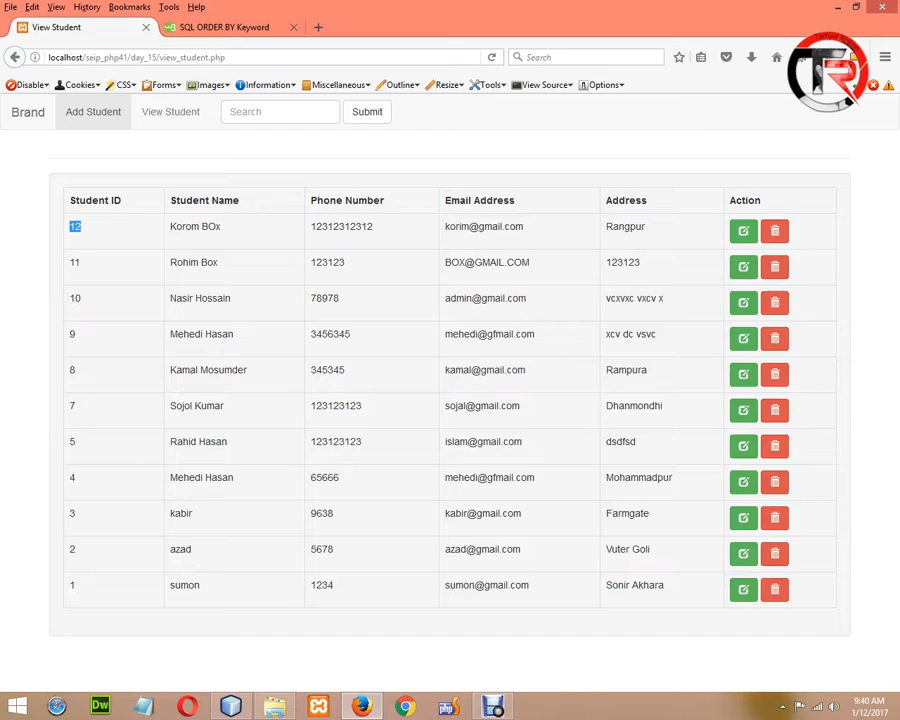 File Edit View History Bookmarks Tools Help
View Student
SQL ORDER BY Keyword
localhost/seip_php41/day_15/view_student.php
Search
Disable Cookies CSS Forms Images Information Miscellaneous Outline Resize Tools View Source Options
Brand Add Student View Student Search Submit
Student ID Student Name Phone Number Email Address Address Action
12 Korom BOx 12312312312 korim@gmail.com Rangpur
11 Rohim Box 123123 BOX@GMAIL.COM 123123
10 Nasir Hossain 78978 admin@gmail.com vcxvxc vxcv x
9 Mehedi Hasan 3456345 mehedi@gfmail.com xcv dc vsvc
8 Kamal Mosumder 345345 kamal@gmail.com Rampura
7 Sojol Kumar 123123123 sojal@gmail.com Dhanmondhi
5 Rahid Hasan 123123123 islam@gmail.com dsdfsd
4 Mehedi Hasan 65666 mehedi@gfmail.com Mohammadpur
3 kabir 9638 kabir@gmail.com Farmgate
2 azad 5678 azad@gmail.com Vuter Goli
1 sumon 1234 sumon@gmail.com Sonir Akhara
Dw
php
9:40 AM
1/12/2017